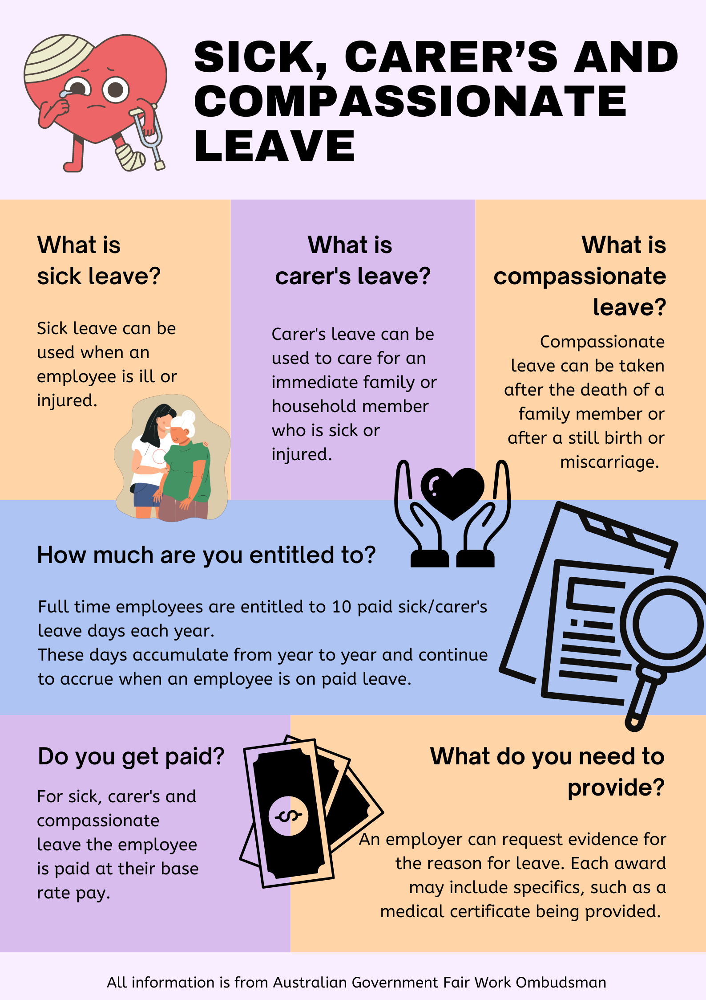 SICK, CARER’S AND
COMPASSIONATE
LEAVE
What is
sick leave?
Sick leave can be
used when an
employee is ill or
injured.
What is
carer's leave?
Carer's leave can be
used to care for an
immediate family or
household member
who is sick or
injured.
What is
compassionate
leave?
Compassionate
leave can be taken
after the death of a
family member or
after a still birth or
miscarriage.
How much are you entitled to?
Full time employees are entitled to 10 paid sick/carer's
leave days each year.
These days accumulate from year to year and continue
to accrue when an employee is on paid leave.
Do you get paid?
For sick, carer's and
compassionate
leave the employee
is paid at their base
rate pay.
What do you need to
provide?
An employer can request evidence for
the reason for leave. Each award
may include specifics, such as a
medical certificate being provided.
All information is from Australian Government Fair Work Ombudsman